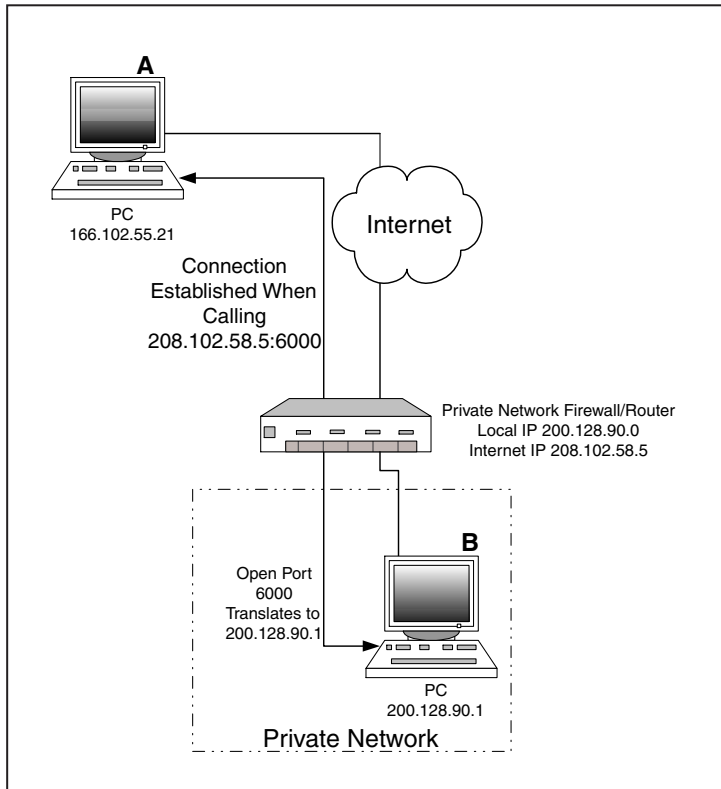 A
PC
166.102.55.21
Internet
Connection
Established When
Calling
208.102.58.5:6000
Private Network Firewall/Router
Local IP 200.128.90.0
Internet IP 208.102.58.5
B
Open Port
6000
Translates to
200.128.90.1
PC
200.128.90.1
Private Network